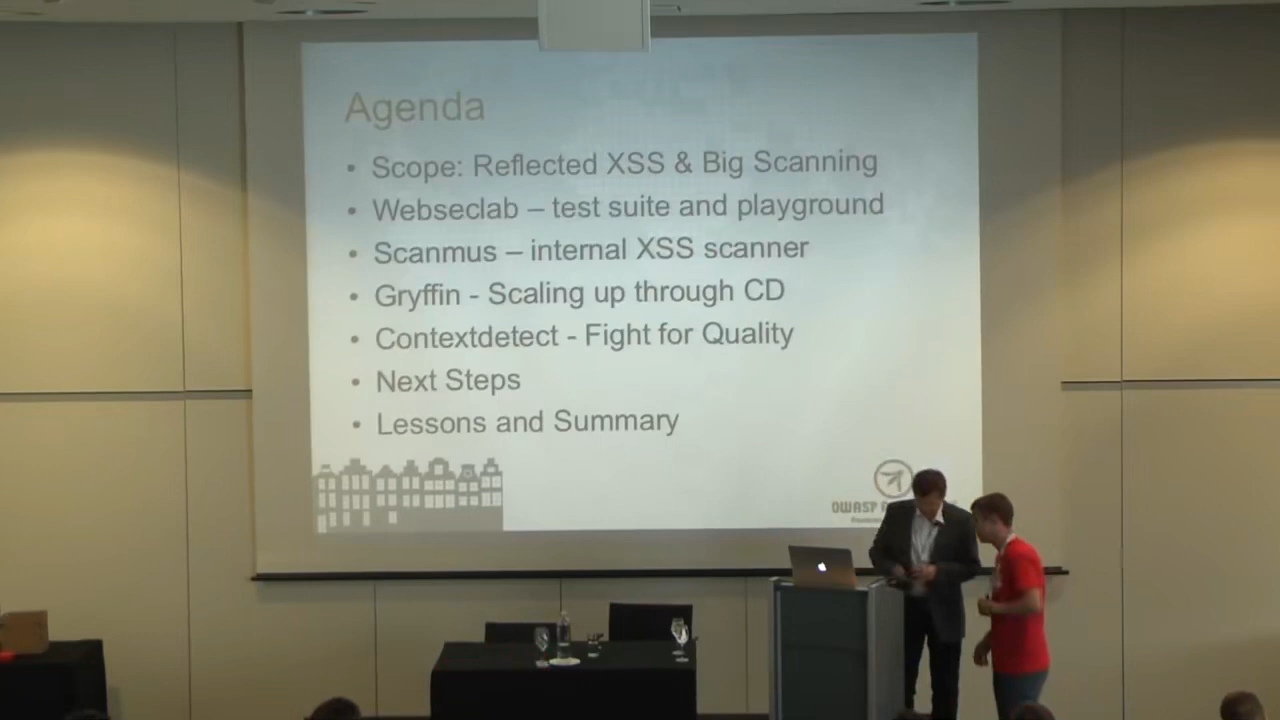 Agenda
• Scope: Reflected XSS & Big Scanning
• Webseclab – test suite and playground
• Scanmus – internal XSS scanner
• Gryffin - Scaling up through CD
• Contextdetect - Fight for Quality
• Next Steps
• Lessons and Summary
OWASP